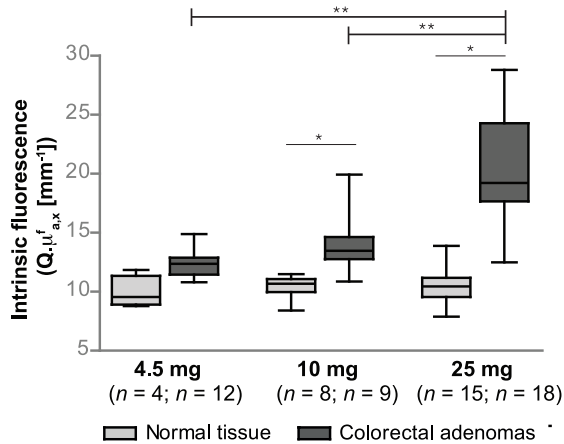 **
**
*
*
30
25
20
15
10
5
Intrinsic fluorescence
(Q.μᶠa,x [mm⁻¹])
4.5 mg 10 mg 25 mg
(n = 4; n = 12) (n = 8; n = 9) (n = 15; n = 18)
Normal tissue Colorectal adenomas